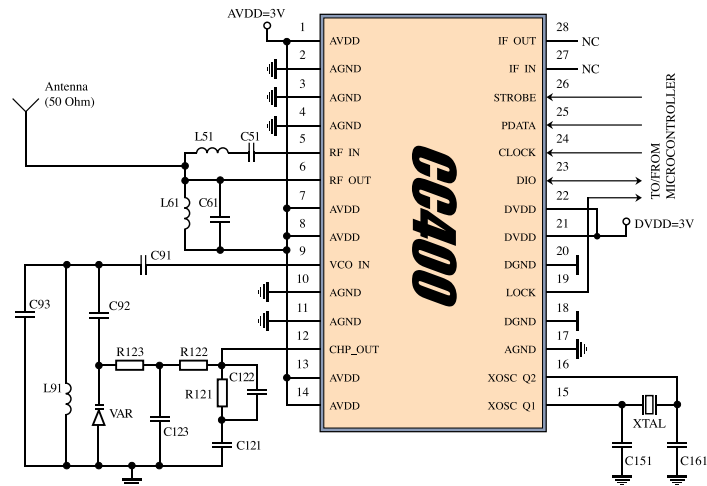 AVDD=3V
Antenna
(50 Ohm)
L51
C51
L61
C61
C91
C93
C92
L91
VAR
R123
R122
R121
C122
C123
C121
CC400
1 AVDD
2 AGND
3 AGND
4 AGND
5 RF IN
6 RF OUT
7 AVDD
8 AVDD
9 VCO IN
10 AGND
11 AGND
12 CHP_OUT
13 AVDD
14 AVDD
IF OUT 28 NC
IF IN 27 NC
STROBE 26
PDATA 25
CLOCK 24
DIO 23
DVDD 22
DVDD 21
DGND 20
LOCK 19
DGND 18
AGND 17
XOSC Q2 16
XOSC Q1 15
TO/FROM
MICROCONTROLLER
DVDD=3V
XTAL
C151
C161